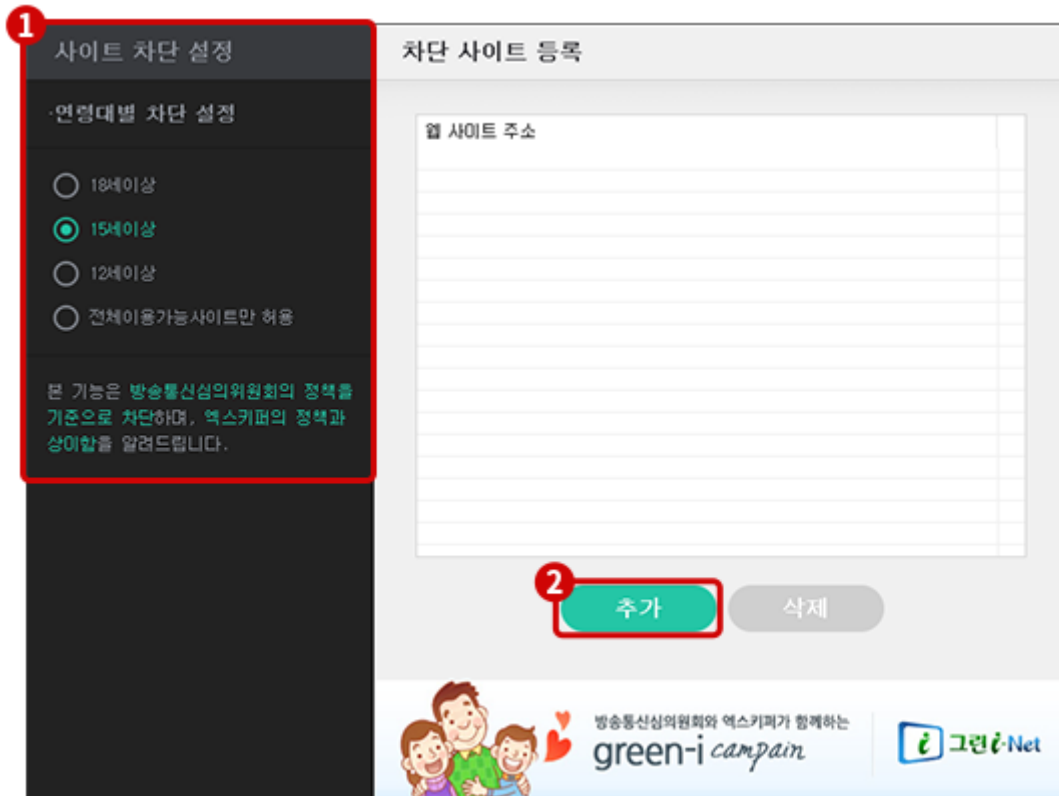 1
사이트 차단 설정
·연령대별 차단 설정
18세이상
15세이상
12세이상
전체이용가능사이트만 허용
본 기능은 방송통신심의위원회의 정책을
기준으로 차단하며, 엑스키퍼의 정책과
상이함을 알려드립니다.
차단 사이트 등록
웹 사이트 주소
2
추가
삭제
방송통신심의원회와 엑스키퍼가 함께하는
green-i campain
i 그린 i-Net